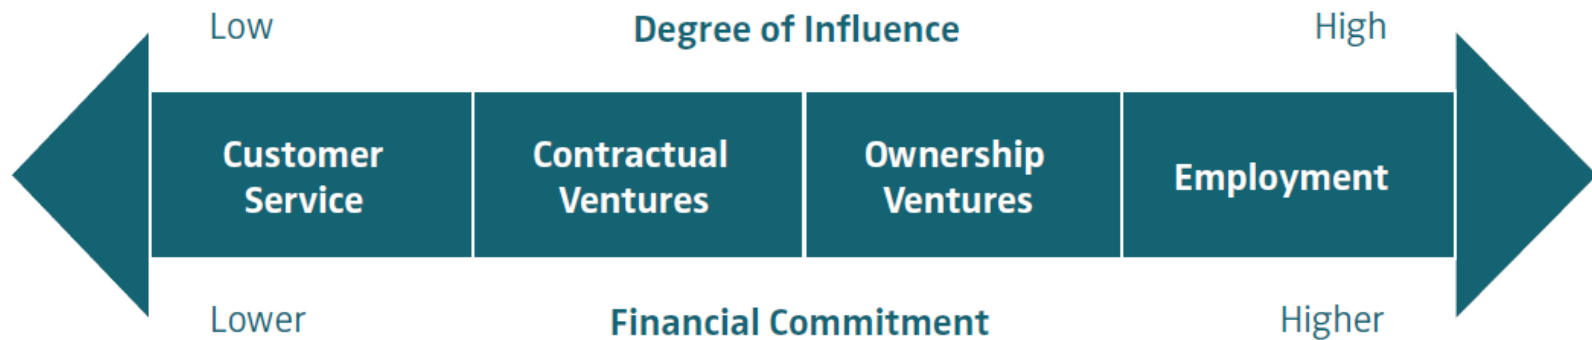 Low Degree of Influence High
Customer Service
Contractual Ventures
Ownership Ventures
Employment
Lower Financial Commitment Higher